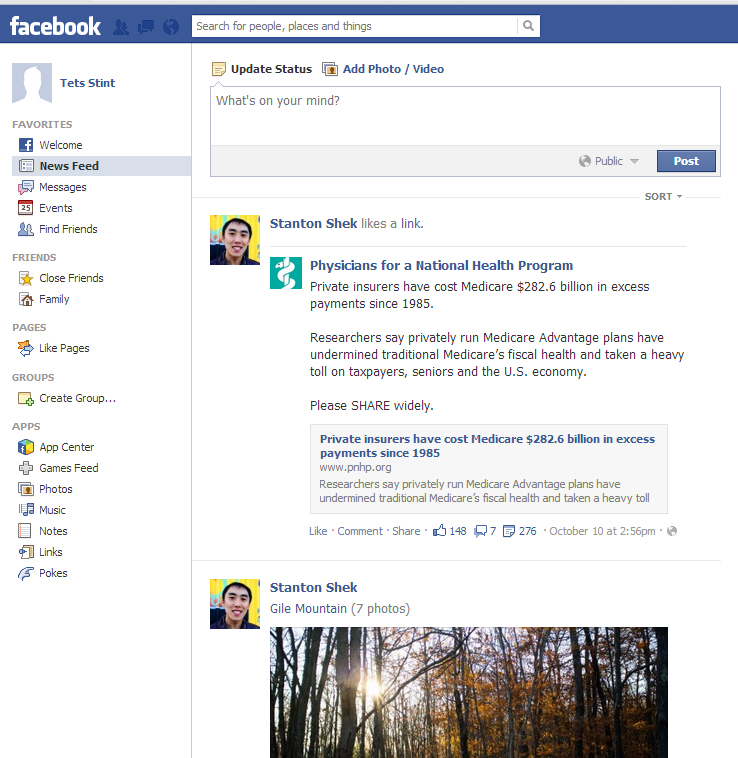 facebook
Search for people, places and things
Tets Stint
FAVORITES
Welcome
News Feed
Messages
25
Events
Find Friends
FRIENDS
Close Friends
Family
PAGES
Like Pages
GROUPS
Create Group...
APPS
App Center
Games Feed
Photos
Music
Notes
Links
Pokes
Update Status Add Photo / Video
What's on your mind?
Public Post
SORT
Stanton Shek likes a link.
Physicians for a National Health Program
Private insurers have cost Medicare $282.6 billion in excess
payments since 1985.
Researchers say privately run Medicare Advantage plans have
undermined traditional Medicare’s fiscal health and taken a heavy
toll on taxpayers, seniors and the U.S. economy.
Please SHARE widely.
Private insurers have cost Medicare $282.6 billion in excess
payments since 1985
www.pnhp.org
Researchers say privately run Medicare Advantage plans have
undermined traditional Medicare’s fiscal health and taken a heavy toll
Like · Comment · Share · 148 7 276 · October 10 at 2:56pm ·
Stanton Shek
Gile Mountain (7 photos)